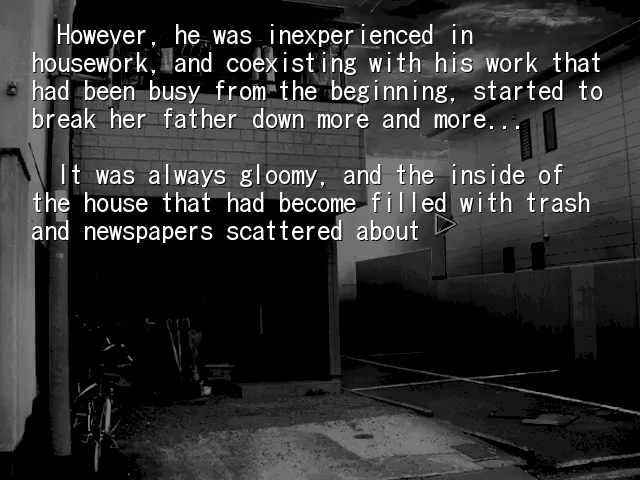 However, he was inexperienced in
housework, and coexisting with his work that
had been busy from the beginning, started to
break her father down more and more...
It was always gloomy, and the inside of
the house that had become filled with trash
and newspapers scattered about